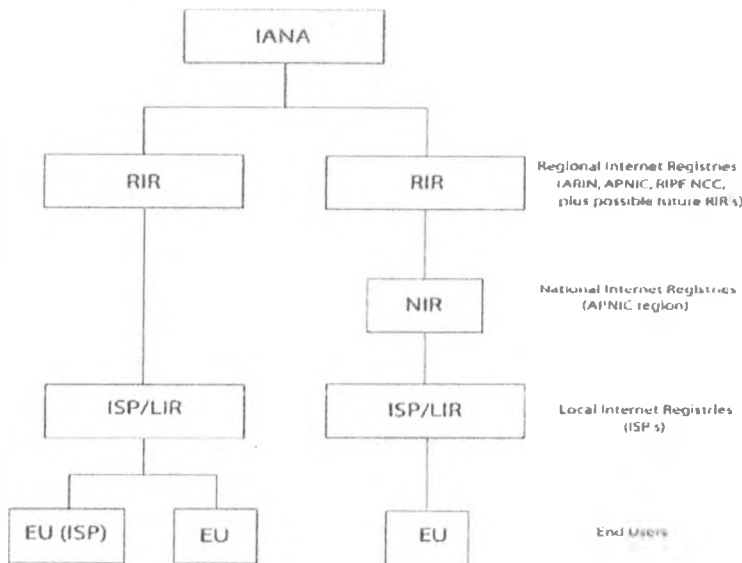 IANA
RIR
RIR
Regional Internet Registries
(ARIN, APNIC, RIPE NCC,
plus possible future RIR's)
NIR
National Internet Registries
(APNIC region)
ISP/LIR
ISP/LIR
Local Internet Registries
(ISP's)
EU (ISP)
EU
EU
End Users